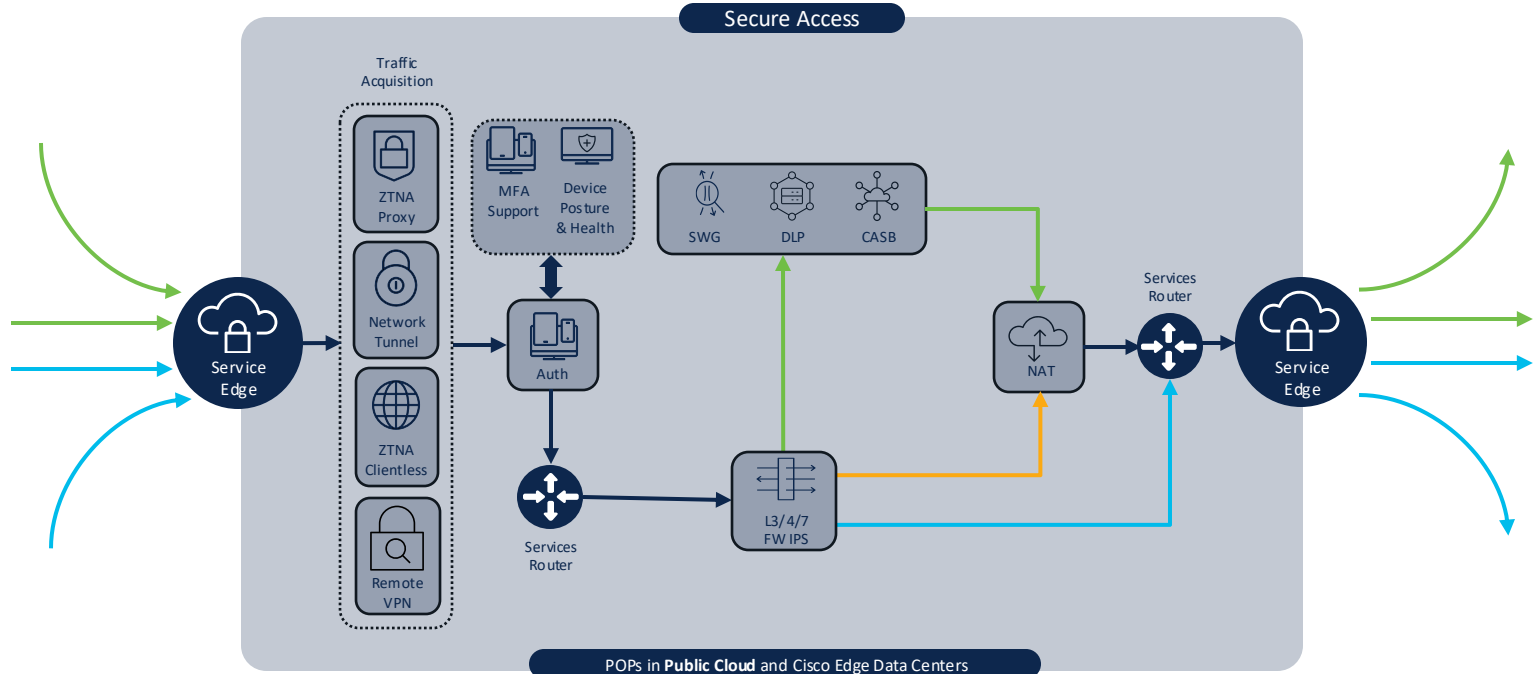 Secure Access
Traffic
Acquisition
ZTNA
Proxy
Network
Tunnel
ZTNA
Clientless
Remote
VPN
Service
Edge
MFA
Support
Device
Posture
& Health
Auth
Services
Router
SWG
DLP
CASB
L3/4/7
FW IPS
NAT
Services
Router
Service
Edge
POPs in Public Cloud and Cisco Edge Data Centers